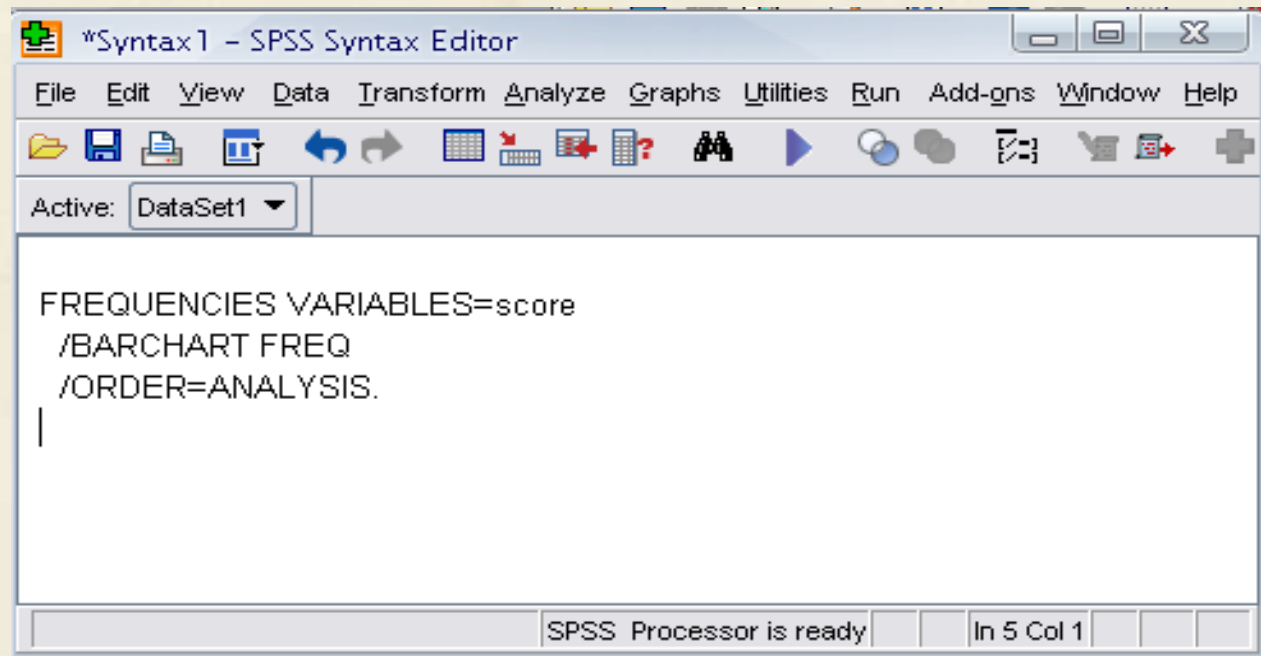 *Syntax1 - SPSS Syntax Editor
File Edit View Data Transform Analyze Graphs Utilities Run Add-ons Window Help
Active: DataSet1
FREQUENCIES VARIABLES=score
/BARCHART FREQ
/ORDER=ANALYSIS.
SPSS Processor is ready In 5 Col 1